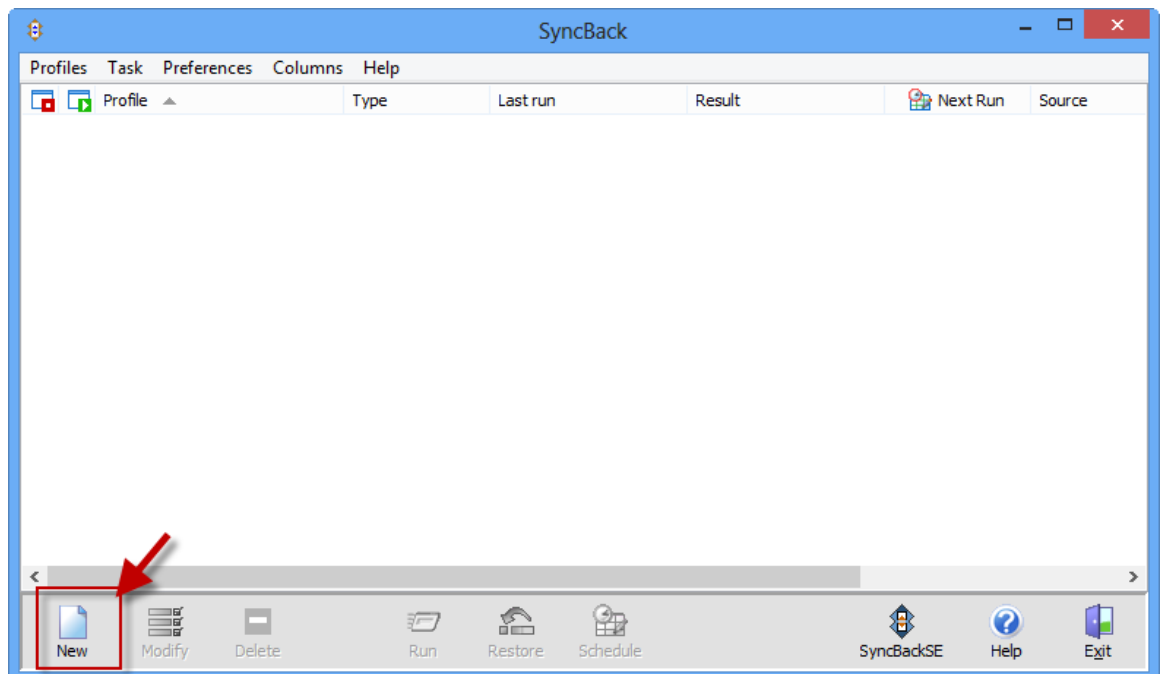 SyncBack
Profiles Task Preferences Columns Help
Profile Type Last run Result Next Run Source
New Modify Delete Run Restore Schedule SyncBackSE Help Exit